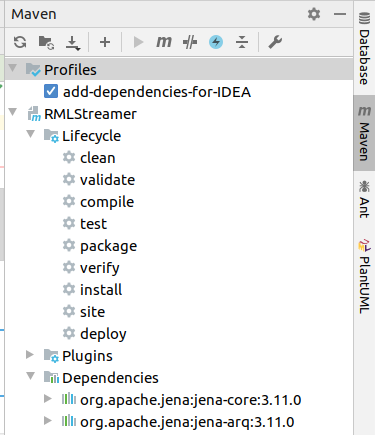 Maven
Profiles
add-dependencies-for-IDEA
RMLStreamer
Lifecycle
clean
validate
compile
test
package
verify
install
site
deploy
Plugins
Dependencies
org.apache.jena:jena-core:3.11.0
org.apache.jena:jena-arq:3.11.0
Database
Maven
Ant
PlantUML